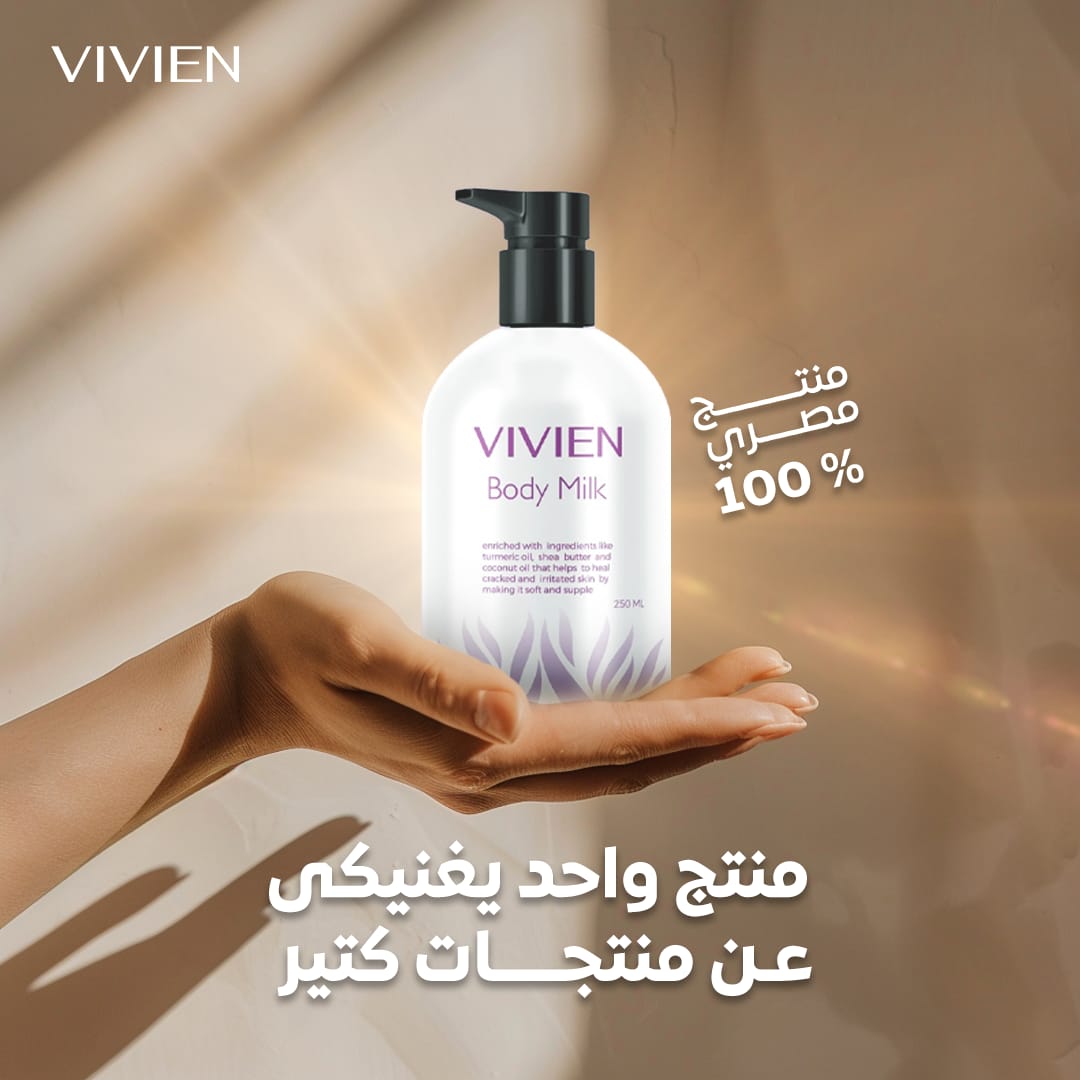 VIVIEN
VIVIEN
Body Milk
enriched with ingredients like
turmeric oil, shea butter and
coconut oil that helps to heal
cracked and irritated skin by
making it soft and supple
250 ML
منتج
مصري
100 %
منتج واحد يغنيكى
عن منتجات كتير